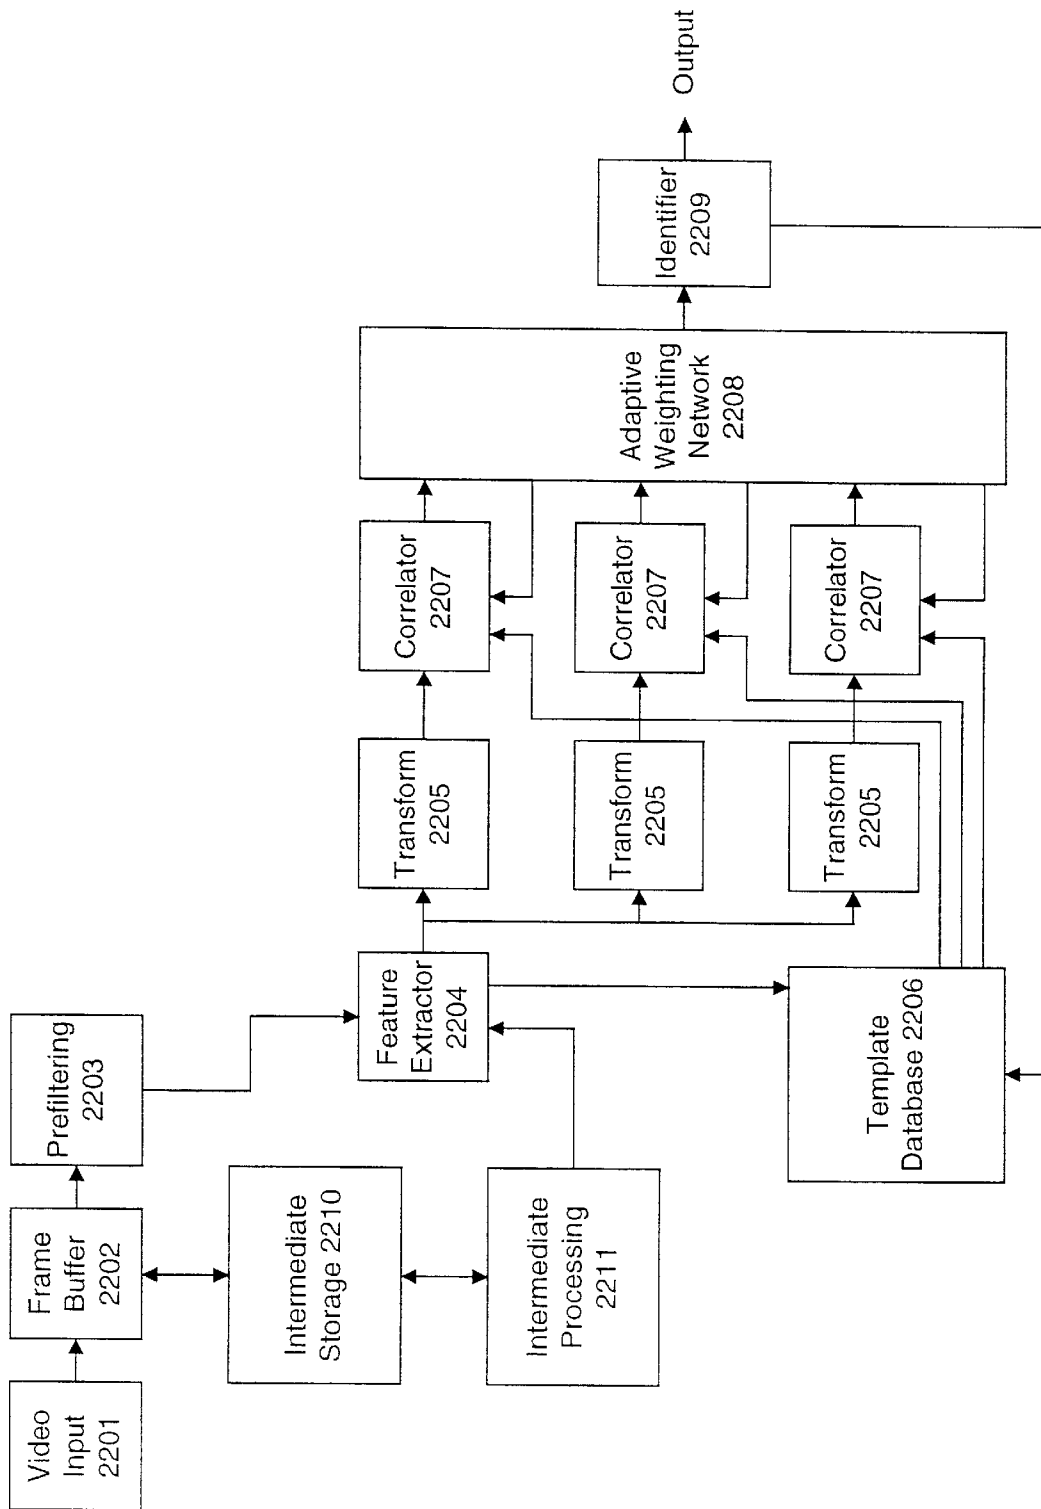 Video
Input
2201
Frame
Buffer
2202
Prefiltering
2203
Intermediate
Storage 2210
Intermediate
Processing
2211
Feature
Extractor
2204
Template
Database 2206
Transform
2205
Transform
2205
Transform
2205
Correlator
2207
Correlator
2207
Correlator
2207
Adaptive
Weighting
Network
2208
Identifier
2209
Output